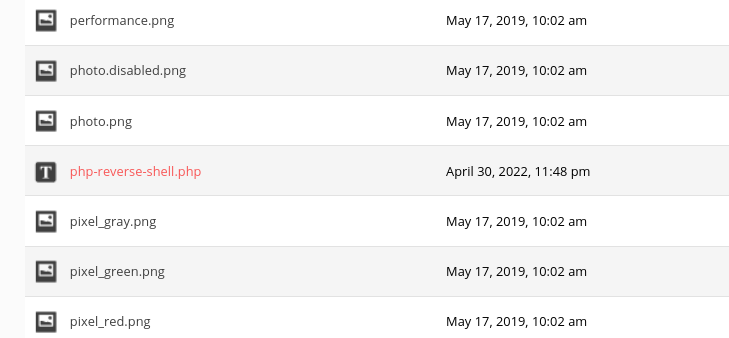 performance.png May 17, 2019, 10:02 am
photo.disabled.png May 17, 2019, 10:02 am
photo.png May 17, 2019, 10:02 am
T php-reverse-shell.php April 30, 2022, 11:48 pm
pixel_gray.png May 17, 2019, 10:02 am
pixel_green.png May 17, 2019, 10:02 am
pixel_red.png May 17, 2019, 10:02 am